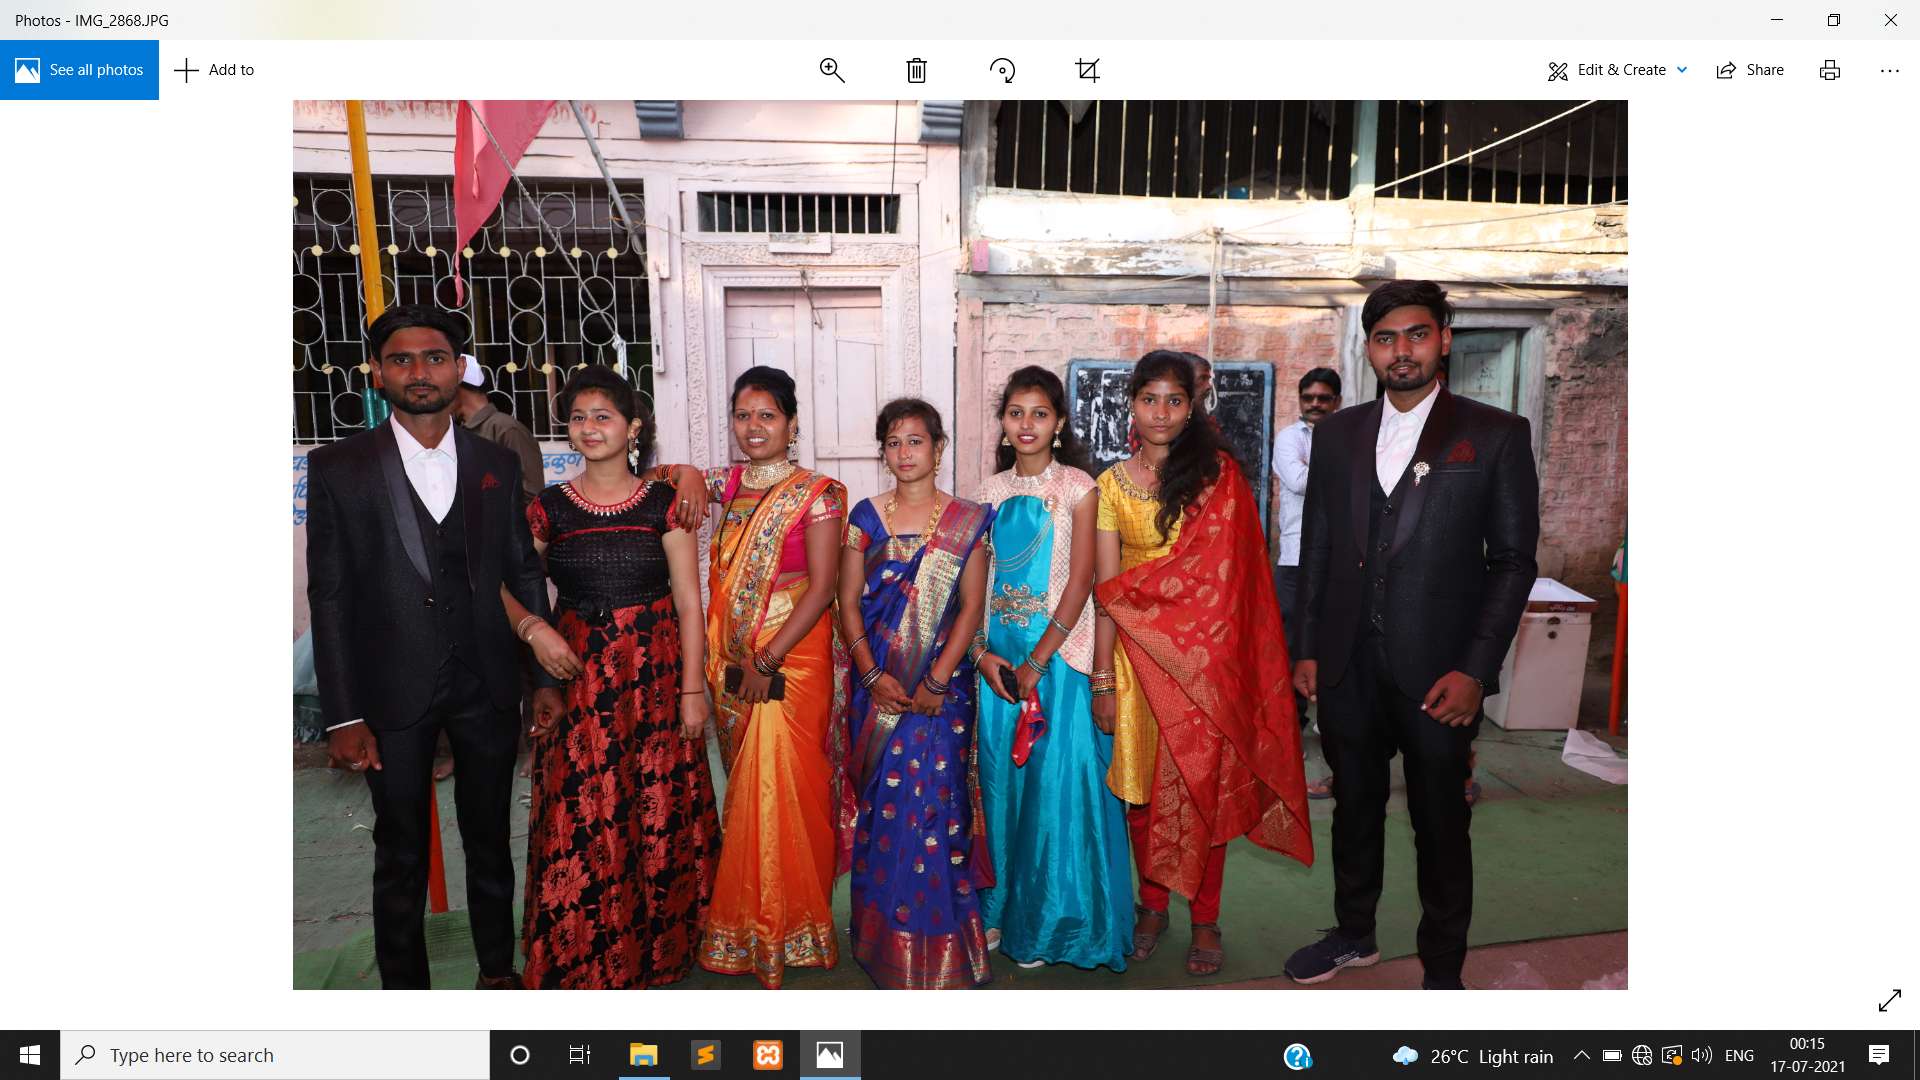 Photos - IMG_2868.JPG
See all photos
Add to
Edit & Create
Share
ढकुण
Type here to search
26°C Light rain
ENG
00:15
17-07-2021